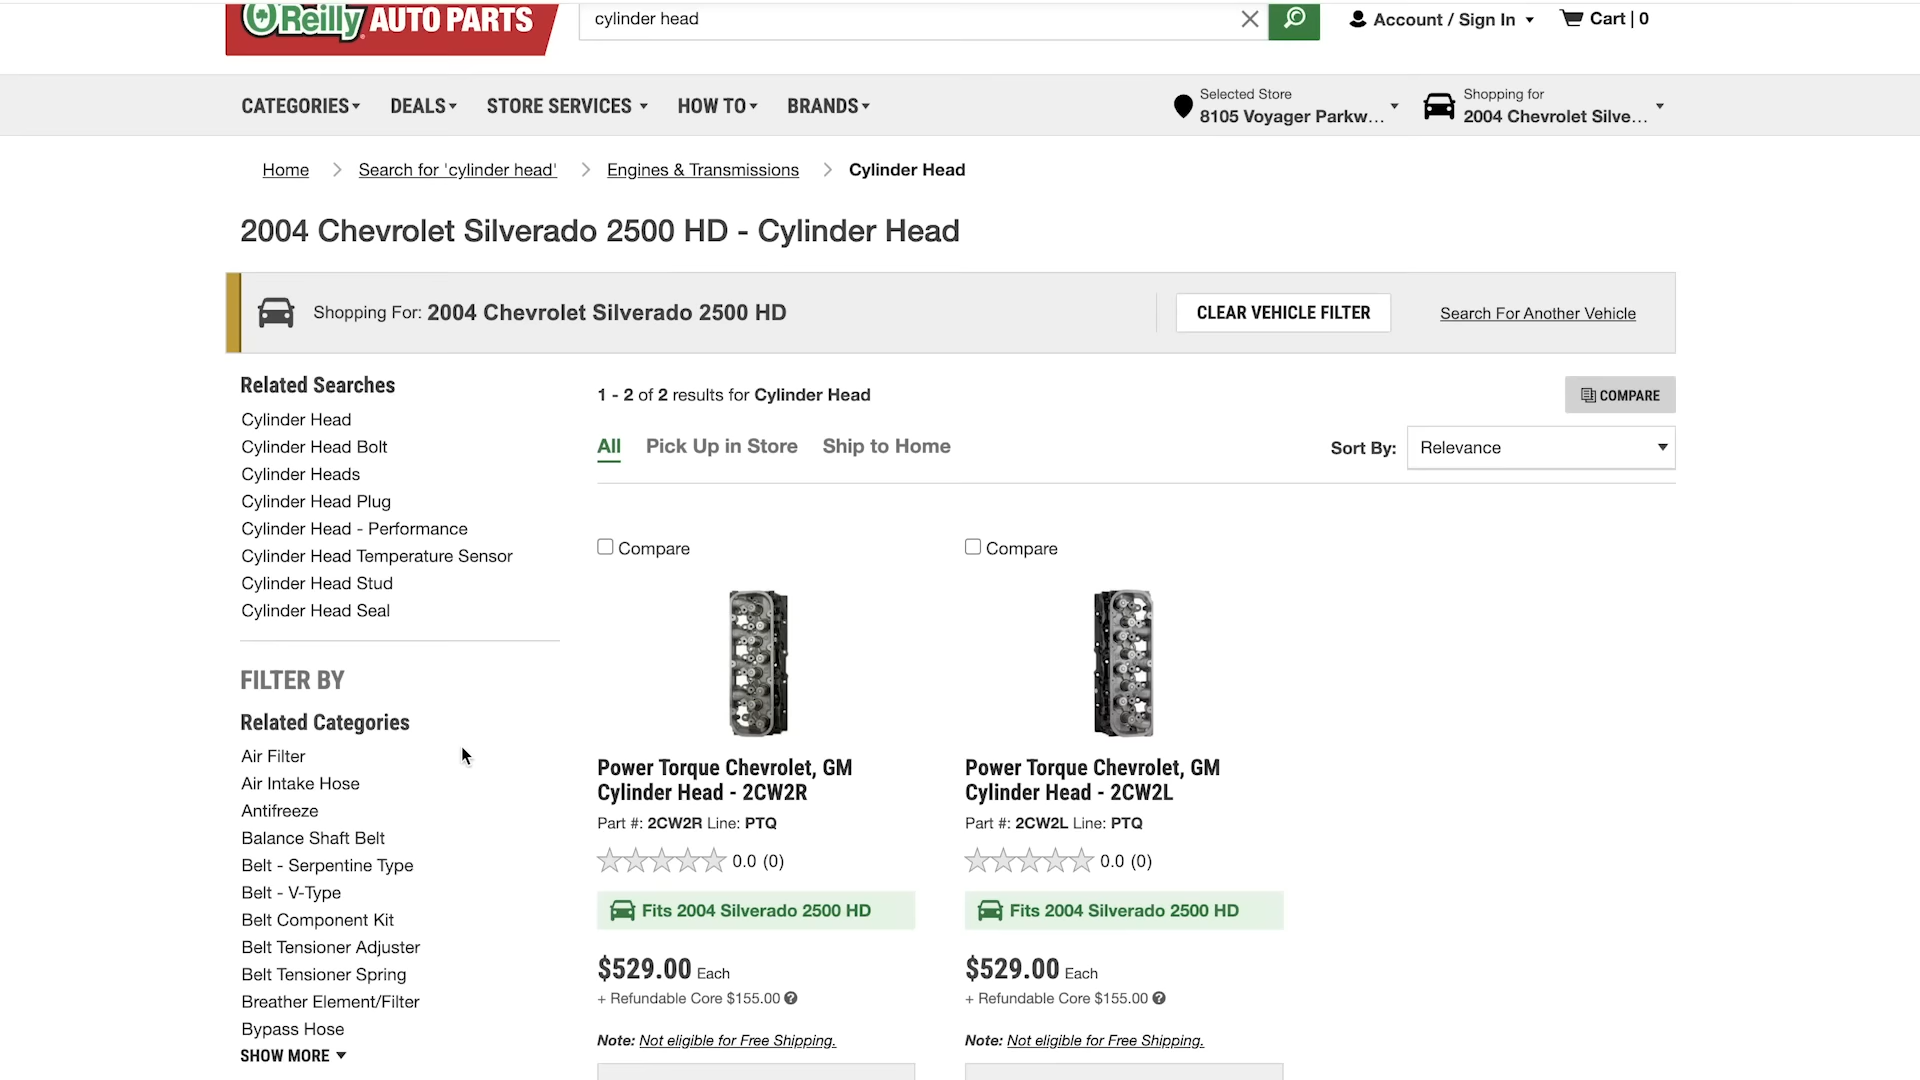 O'Reilly AUTO PARTS
cylinder head
Account / Sign In
Cart | 0
CATEGORIES
DEALS
STORE SERVICES
HOW TO
BRANDS
Selected Store
8105 Voyager Parkw...
Shopping for
2004 Chevrolet Silve...
Home
Search for 'cylinder head'
Engines & Transmissions
Cylinder Head
2004 Chevrolet Silverado 2500 HD - Cylinder Head
Shopping For: 2004 Chevrolet Silverado 2500 HD
CLEAR VEHICLE FILTER
Search For Another Vehicle
Related Searches
Cylinder Head
Cylinder Head Bolt
Cylinder Heads
Cylinder Head Plug
Cylinder Head - Performance
Cylinder Head Temperature Sensor
Cylinder Head Stud
Cylinder Head Seal
FILTER BY
Related Categories
Air Filter
Air Intake Hose
Antifreeze
Balance Shaft Belt
Belt - Serpentine Type
Belt - V-Type
Belt Component Kit
Belt Tensioner Adjuster
Belt Tensioner Spring
Breather Element/Filter
Bypass Hose
SHOW MORE
1 - 2 of 2 results for Cylinder Head
COMPARE
All
Pick Up in Store
Ship to Home
Sort By:
Relevance
Compare
Power Torque Chevrolet, GM
Cylinder Head - 2CW2R
Part #: 2CW2R Line: PTQ
0.0 (0)
Fits 2004 Silverado 2500 HD
$529.00 Each
+ Refundable Core $155.00 ?
Note: Not eligible for Free Shipping.
Compare
Power Torque Chevrolet, GM
Cylinder Head - 2CW2L
Part #: 2CW2L Line: PTQ
0.0 (0)
Fits 2004 Silverado 2500 HD
$529.00 Each
+ Refundable Core $155.00 ?
Note: Not eligible for Free Shipping.